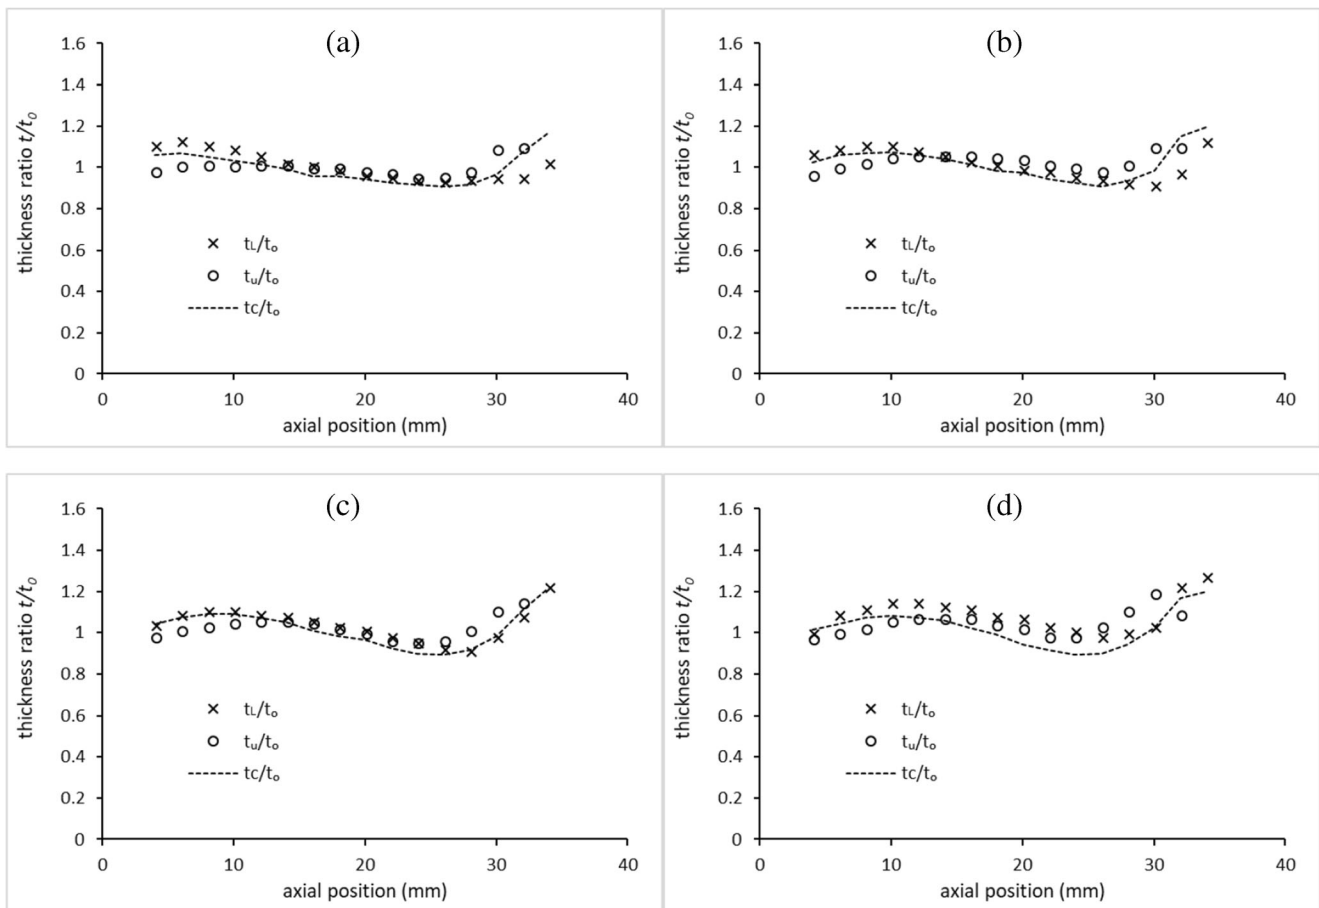 (a)
1.6
1.4
1.2
1
0.8
0.6
0.4
0.2
0
thickness ratio t/t₀
tʟ/tₒ
tᵤ/tₒ
tc/tₒ
0 10 20 30 40
axial position (mm)
(b)
1.6
1.4
1.2
1
0.8
0.6
0.4
0.2
0
thickness ratio t/t₀
tʟ/tₒ
tᵤ/tₒ
tc/tₒ
0 10 20 30 40
axial position (mm)
(c)
1.6
1.4
1.2
1
0.8
0.6
0.4
0.2
0
thickness ratio t/t₀
tʟ/tₒ
tᵤ/tₒ
tc/tₒ
0 10 20 30 40
axial position (mm)
(d)
1.6
1.4
1.2
1
0.8
0.6
0.4
0.2
0
thickness ratio t/t₀
tʟ/tₒ
tᵤ/tₒ
tc/tₒ
0 10 20 30 40
axial position (mm)